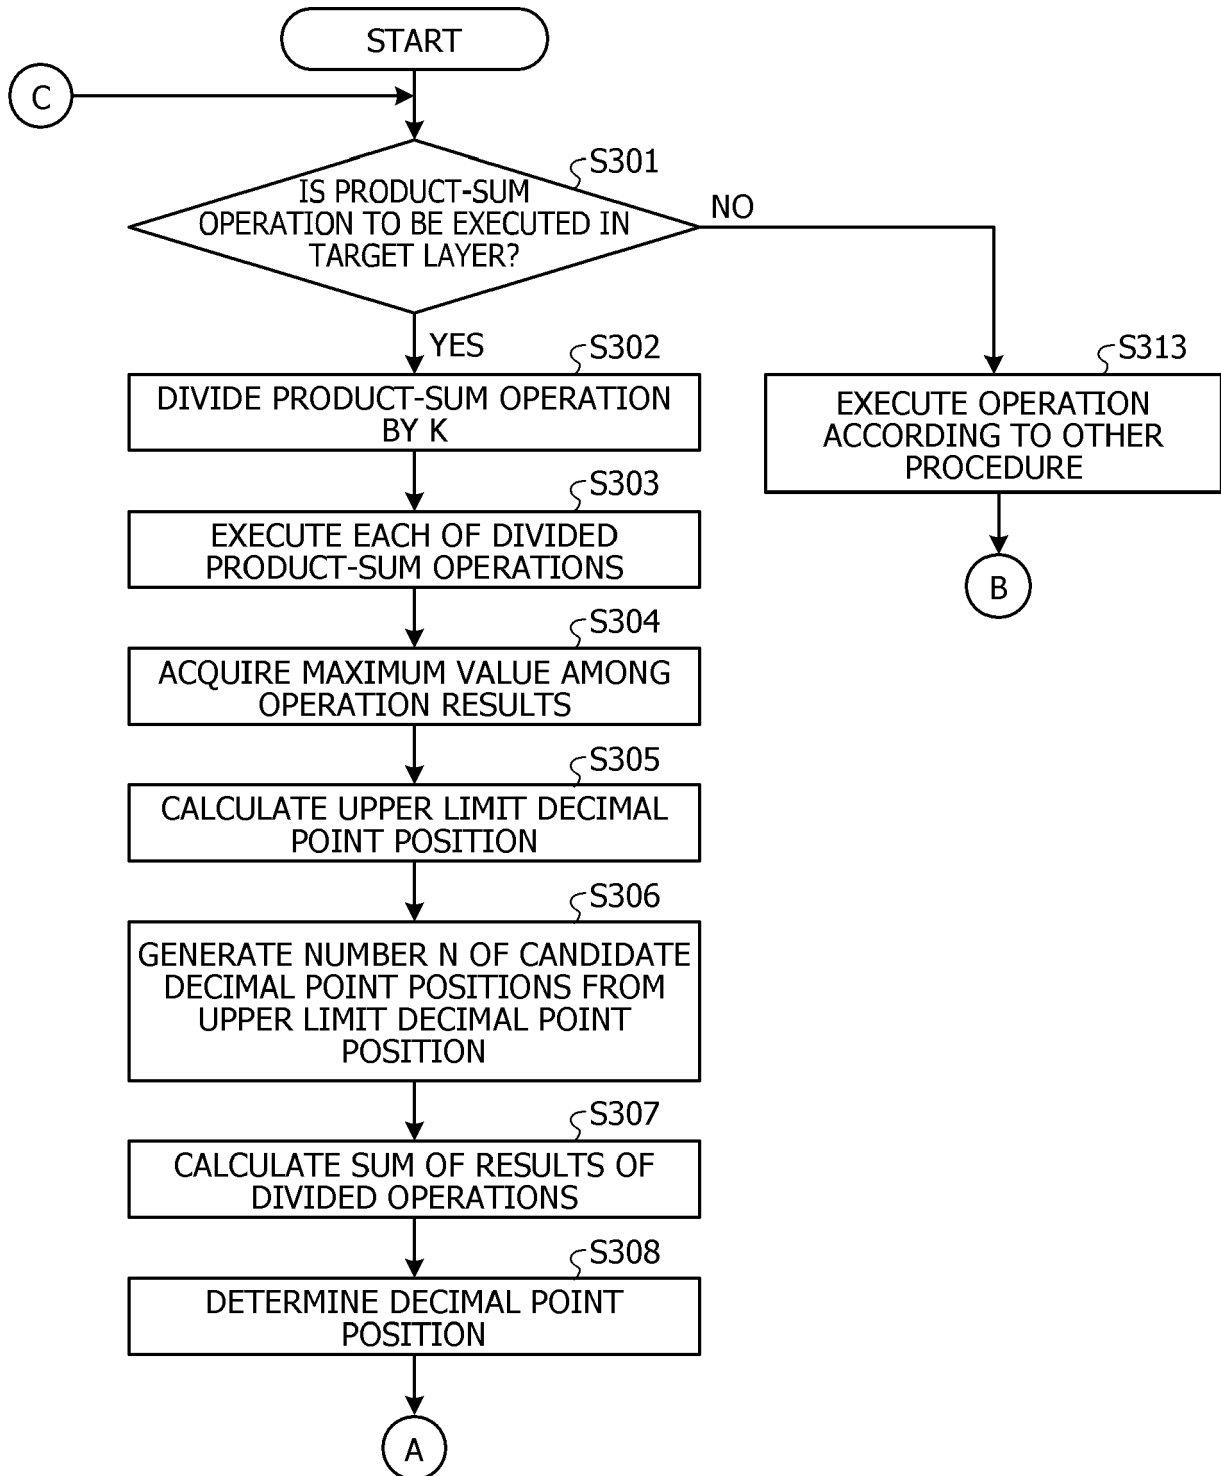 START
C
S301
IS PRODUCT-SUM
OPERATION TO BE EXECUTED IN
TARGET LAYER?
NO
YES
S302
DIVIDE PRODUCT-SUM OPERATION
BY K
S313
EXECUTE OPERATION
ACCORDING TO OTHER
PROCEDURE
B
S303
EXECUTE EACH OF DIVIDED
PRODUCT-SUM OPERATIONS
S304
ACQUIRE MAXIMUM VALUE AMONG
OPERATION RESULTS
S305
CALCULATE UPPER LIMIT DECIMAL
POINT POSITION
S306
GENERATE NUMBER N OF CANDIDATE
DECIMAL POINT POSITIONS FROM
UPPER LIMIT DECIMAL POINT
POSITION
S307
CALCULATE SUM OF RESULTS OF
DIVIDED OPERATIONS
S308
DETERMINE DECIMAL POINT
POSITION
A